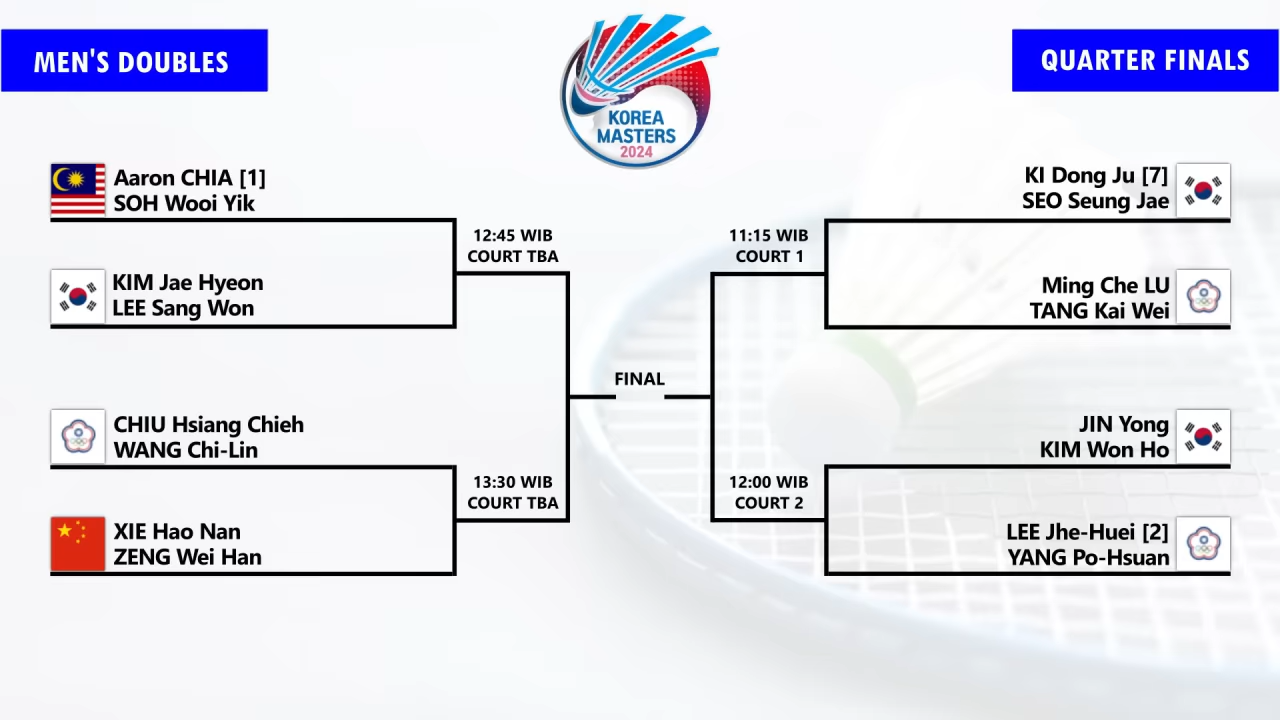 MEN'S DOUBLES
KOREA
MASTERS
2024
QUARTER FINALS
Aaron CHIA [1]
SOH Wooi Yik
12:45 WIB
COURT TBA
KIM Jae Hyeon
LEE Sang Won
CHIU Hsiang Chieh
WANG Chi-Lin
13:30 WIB
COURT TBA
XIE Hao Nan
ZENG Wei Han
FINAL
KI Dong Ju [7]
SEO Seung Jae
11:15 WIB
COURT 1
Ming Che LU
TANG Kai Wei
JIN Yong
KIM Won Ho
12:00 WIB
COURT 2
LEE Jhe-Huei [2]
YANG Po-Hsuan